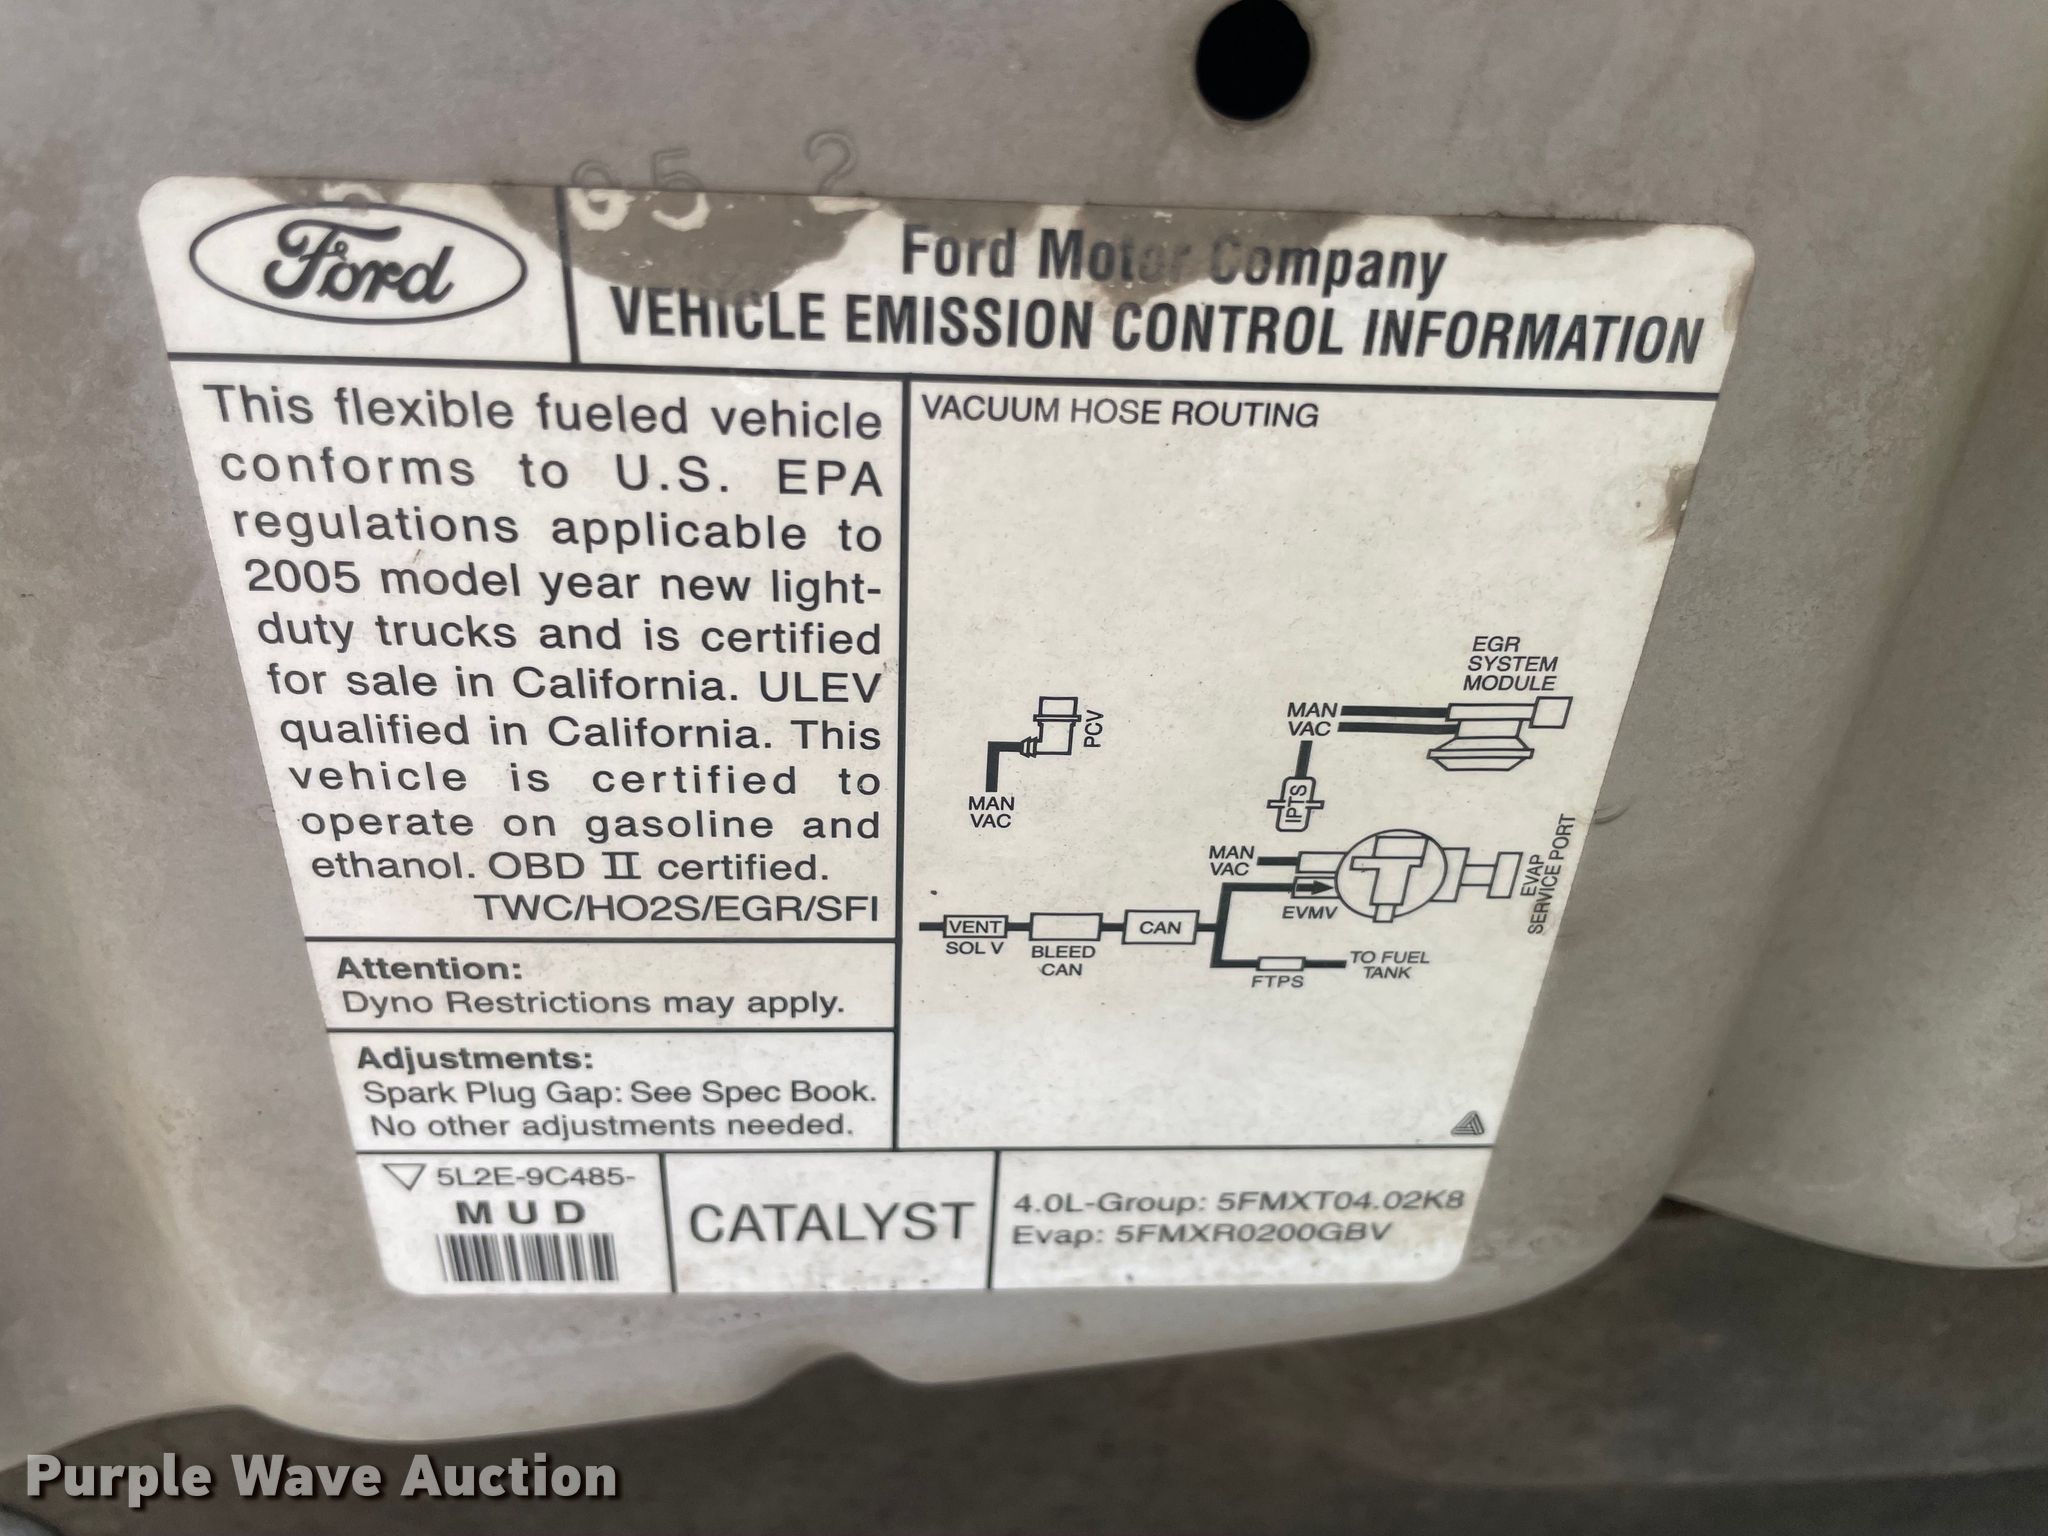 05 2
Ford
Ford Motor Company
VEHICLE EMISSION CONTROL INFORMATION
This flexible fueled vehicle
conforms to U.S. EPA
regulations applicable to
2005 model year new light-
duty trucks and is certified
for sale in California. ULEV
qualified in California. This
vehicle is certified to
operate on gasoline and
ethanol. OBD II certified.
TWC/HO2S/EGR/SFI
Attention:
Dyno Restrictions may apply.
Adjustments:
Spark Plug Gap: See Spec Book.
No other adjustments needed.
VACUUM HOSE ROUTING
EGR
SYSTEM
MODULE
MAN
VAC
PCV
MAN
VAC
IPTS
MAN
VAC
EVMV
EVAP
SERVICE PORT
VENT
SOL V
BLEED
CAN
CAN
FTPS
TO FUEL
TANK
5L2E-9C485-
MUD
CATALYST
4.0L-Group: 5FMXT04.02K8
Evap: 5FMXR0200GBV
Purple Wave Auction